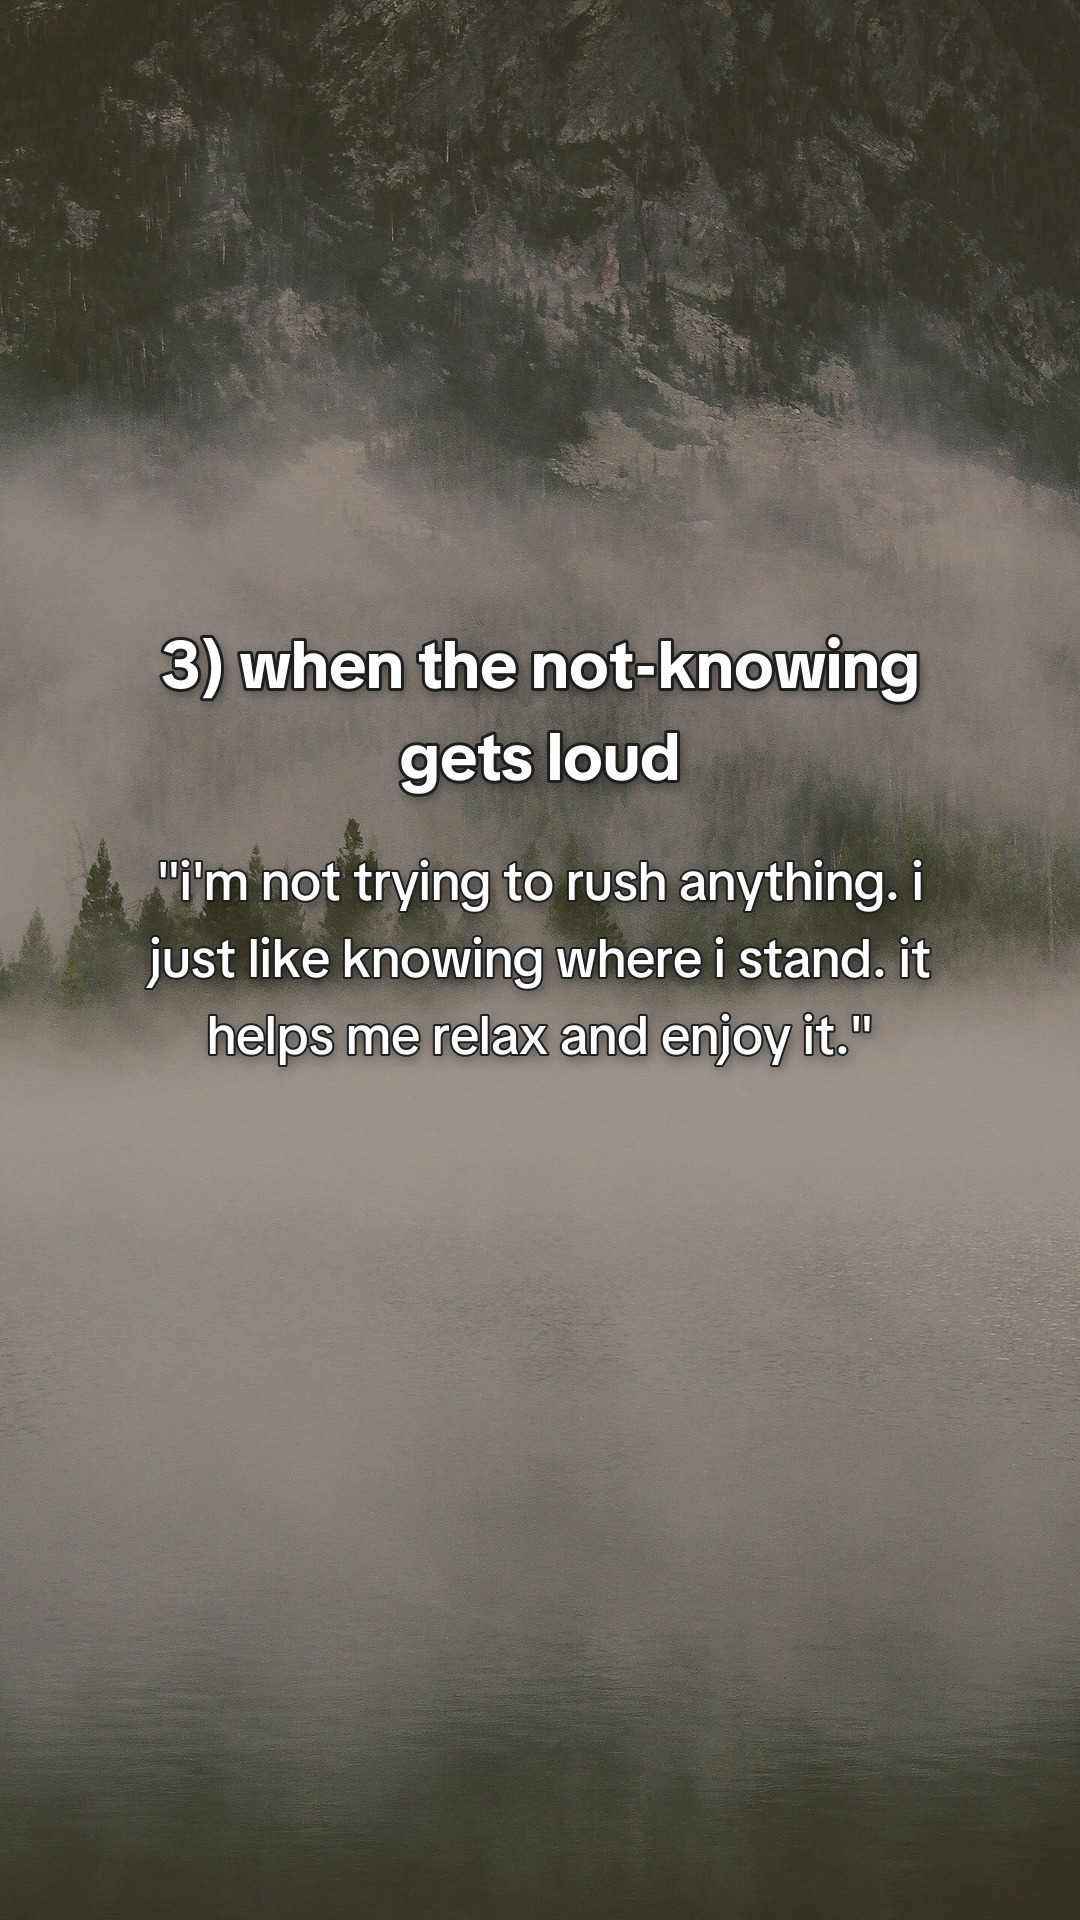 3) when the not-knowing
gets loud
"i'm not trying to rush anything. i
just like knowing where i stand. it
helps me relax and enjoy it."